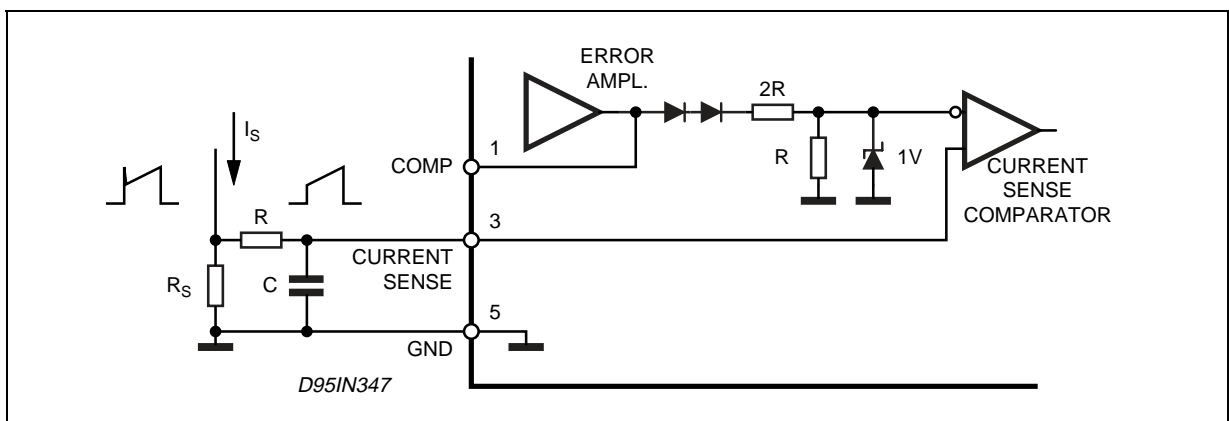 ERROR
AMPL.
2R
I_S
1
COMP
R
1V
CURRENT
SENSE
COMPARATOR
R
3
CURRENT
SENSE
R_S
C
5
GND
D95IN347